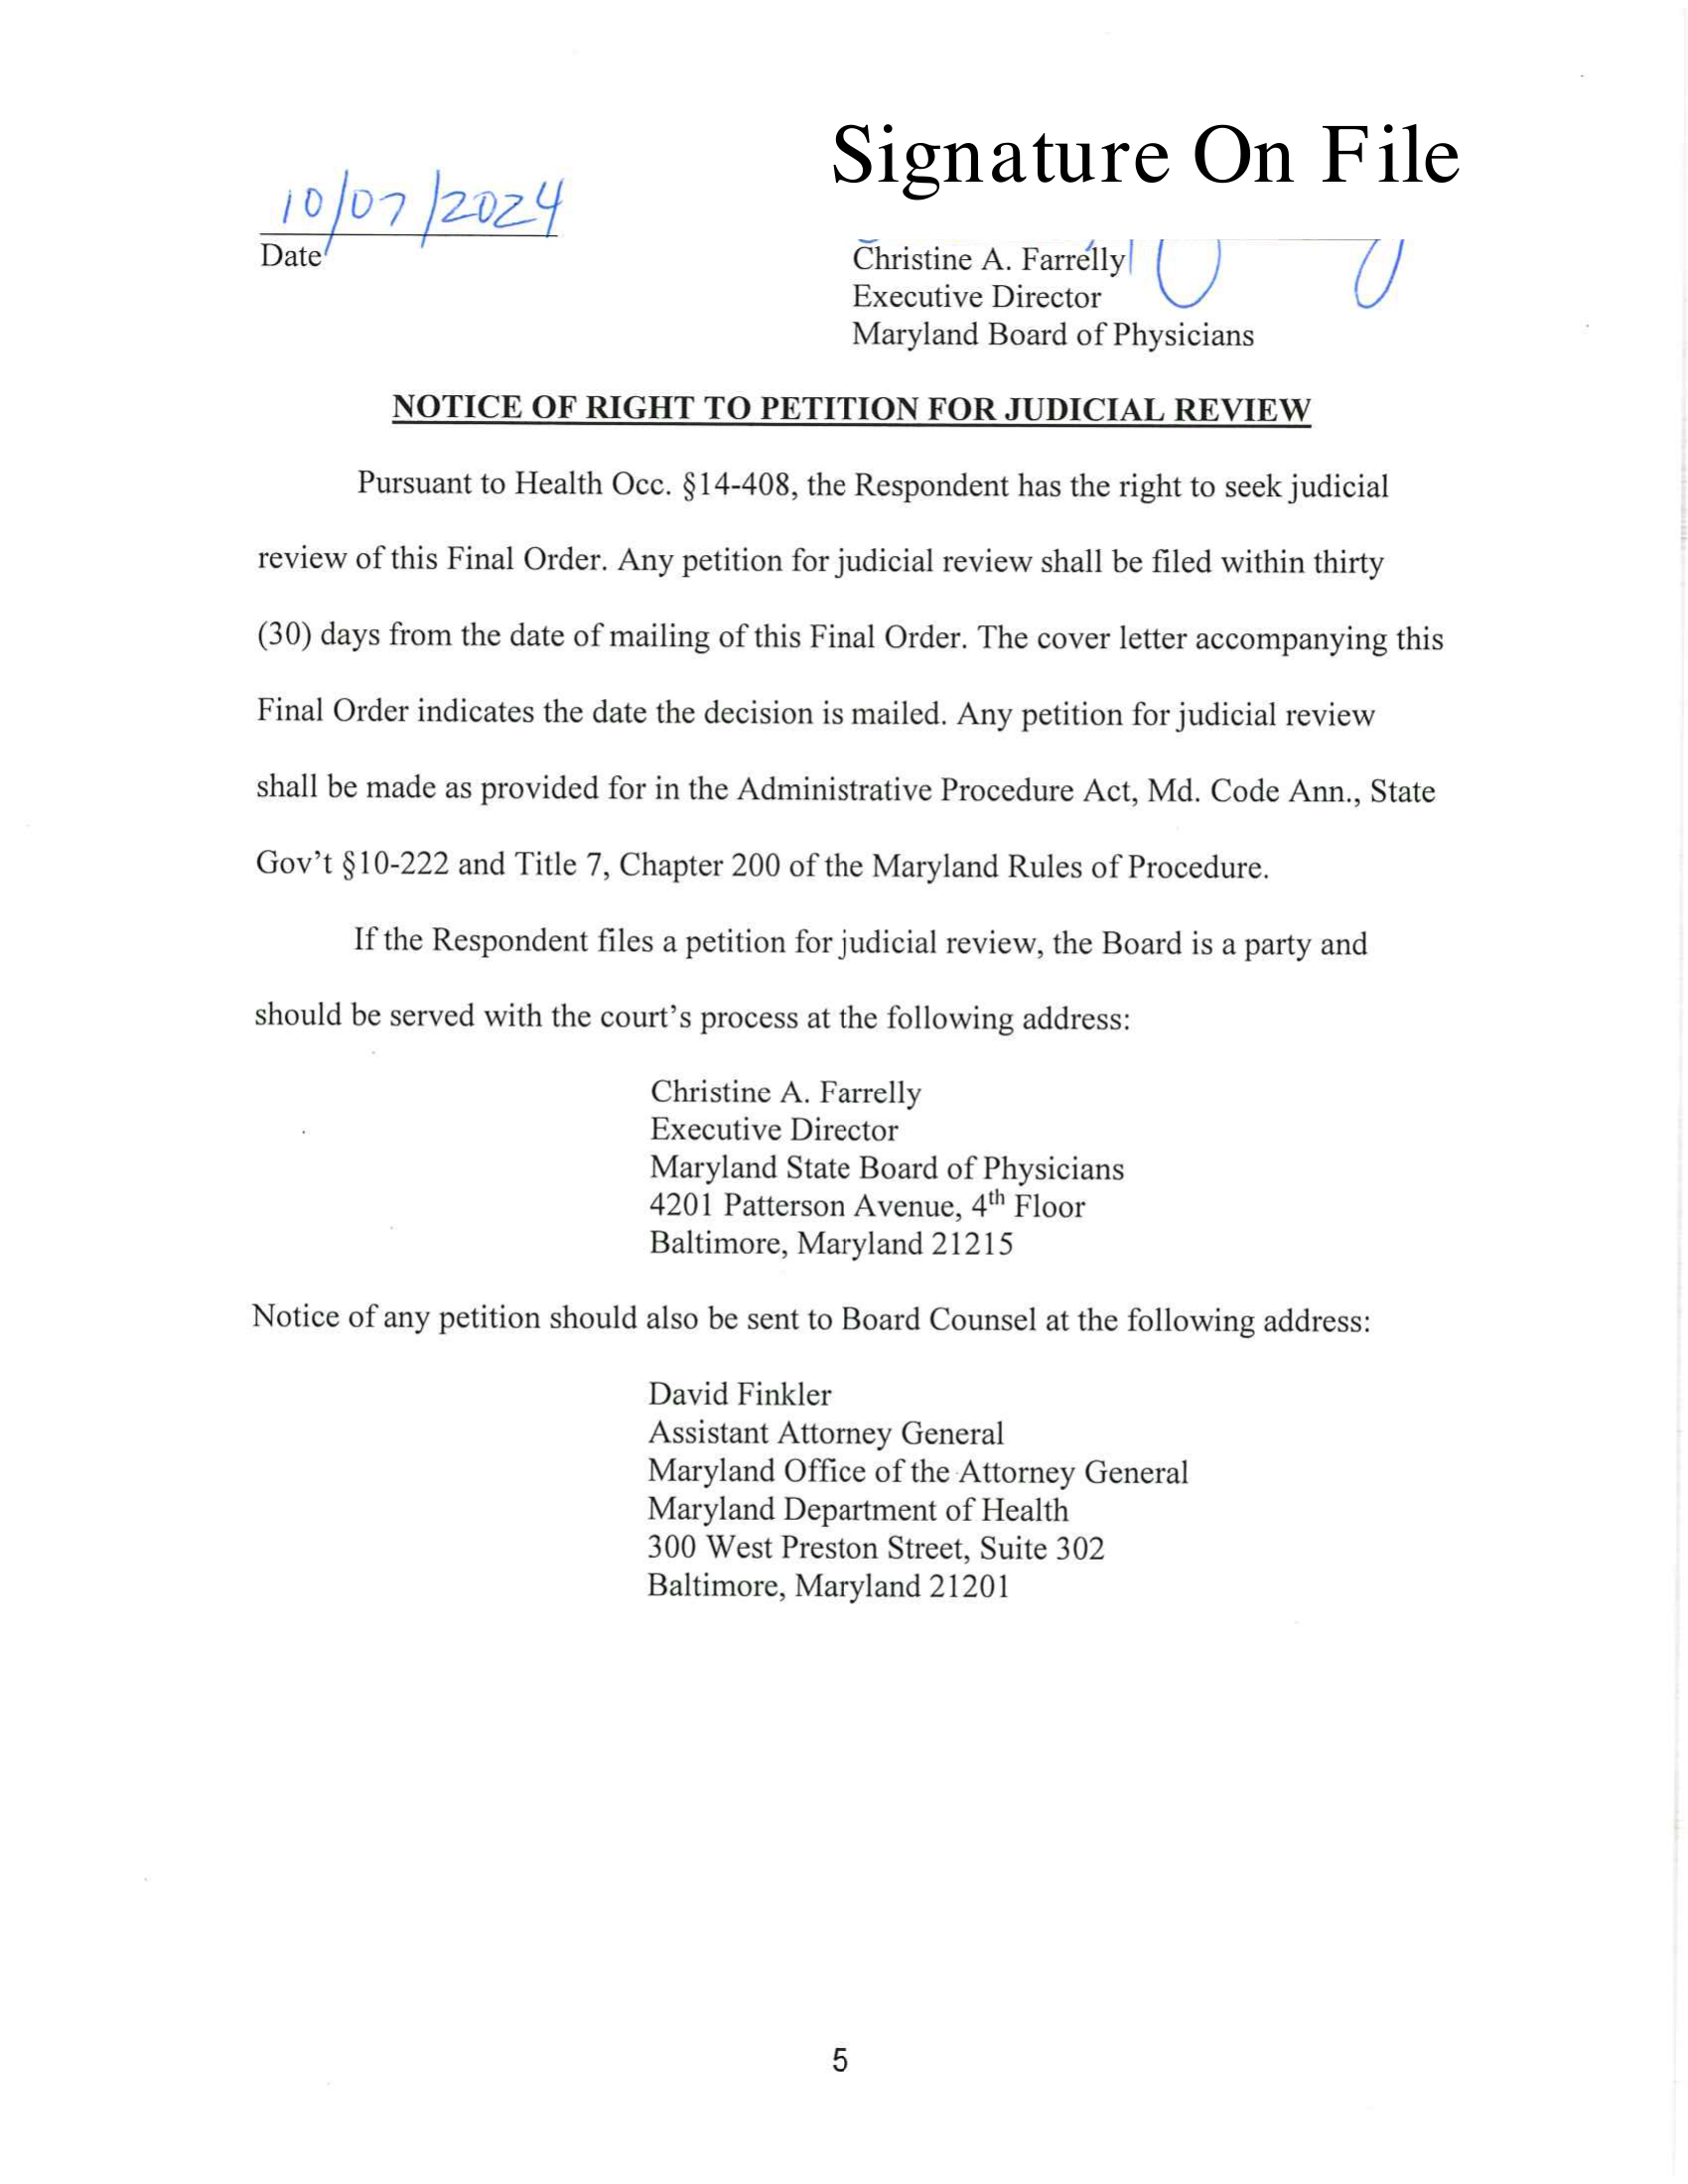 Signature On File
10/07/2024
Date
Christine A. Farrelly
Executive Director
Maryland Board of Physicians
NOTICE OF RIGHT TO PETITION FOR JUDICIAL REVIEW
Pursuant to Health Occ. §14-408, the Respondent has the right to seek judicial
review of this Final Order. Any petition for judicial review shall be filed within thirty
(30) days from the date of mailing of this Final Order. The cover letter accompanying this
Final Order indicates the date the decision is mailed. Any petition for judicial review
shall be made as provided for in the Administrative Procedure Act, Md. Code Ann., State
Gov’t §10-222 and Title 7, Chapter 200 of the Maryland Rules of Procedure.
If the Respondent files a petition for judicial review, the Board is a party and
should be served with the court’s process at the following address:
Christine A. Farrelly
Executive Director
Maryland State Board of Physicians
4201 Patterson Avenue, 4th Floor
Baltimore, Maryland 21215
Notice of any petition should also be sent to Board Counsel at the following address:
David Finkler
Assistant Attorney General
Maryland Office of the Attorney General
Maryland Department of Health
300 West Preston Street, Suite 302
Baltimore, Maryland 21201
5